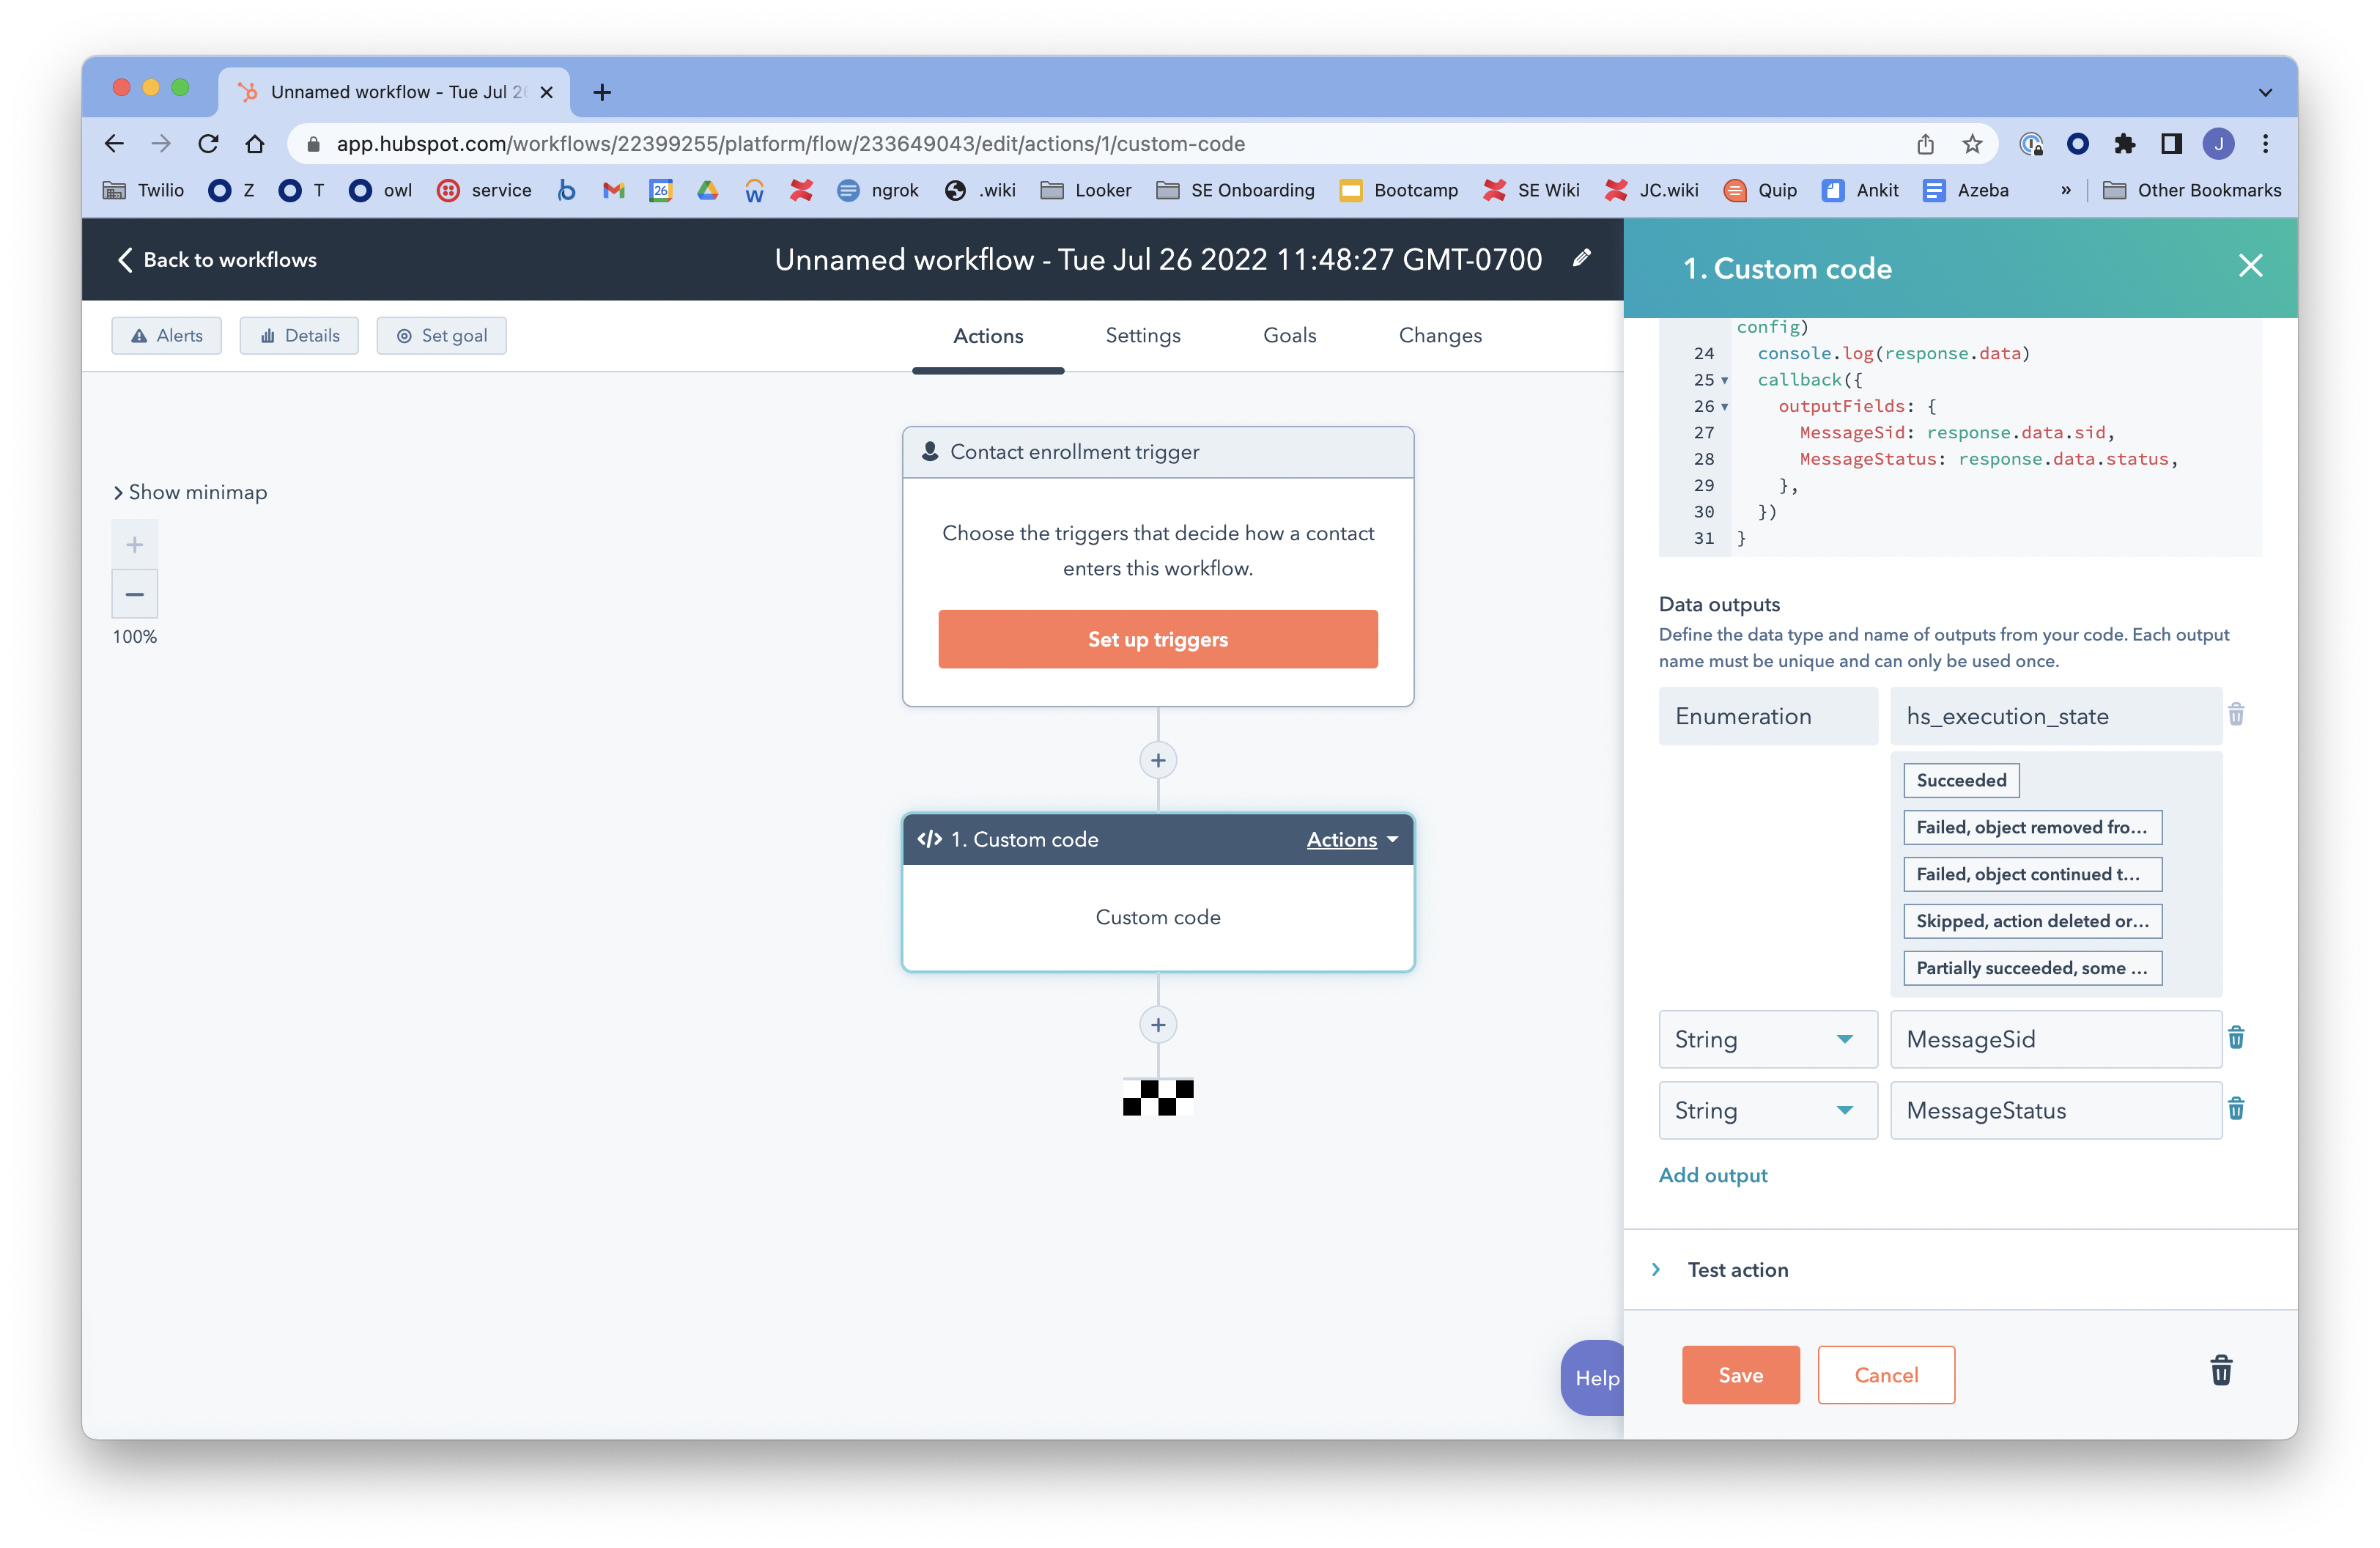 Unnamed workflow - Tue Jul 26
app.hubspot.com/workflows/22399255/platform/flow/233649043/edit/actions/1/custom-code
J
Twilio Z T owl service 26 ngrok .wiki Looker SE Onboarding Bootcamp SE Wiki JC.wiki Quip Ankit Azeba » Other Bookmarks
Back to workflows
Unnamed workflow - Tue Jul 26 2022 11:48:27 GMT-0700
Alerts Details Set goal
Actions Settings Goals Changes
Show minimap
+
−
100%
Contact enrollment trigger
Choose the triggers that decide how a contact
enters this workflow.
Set up triggers
+
</> 1. Custom code Actions
Custom code
+
Help
1. Custom code
config)
24 console.log(response.data)
25 callback({
26 outputFields: {
27 MessageSid: response.data.sid,
28 MessageStatus: response.data.status,
29 },
30 })
31 }
Data outputs
Define the data type and name of outputs from your code. Each output
name must be unique and can only be used once.
Enumeration hs_execution_state
Succeeded
Failed, object removed fro...
Failed, object continued t...
Skipped, action deleted or...
Partially succeeded, some ...
String MessageSid
String MessageStatus
Add output
Test action
Save Cancel